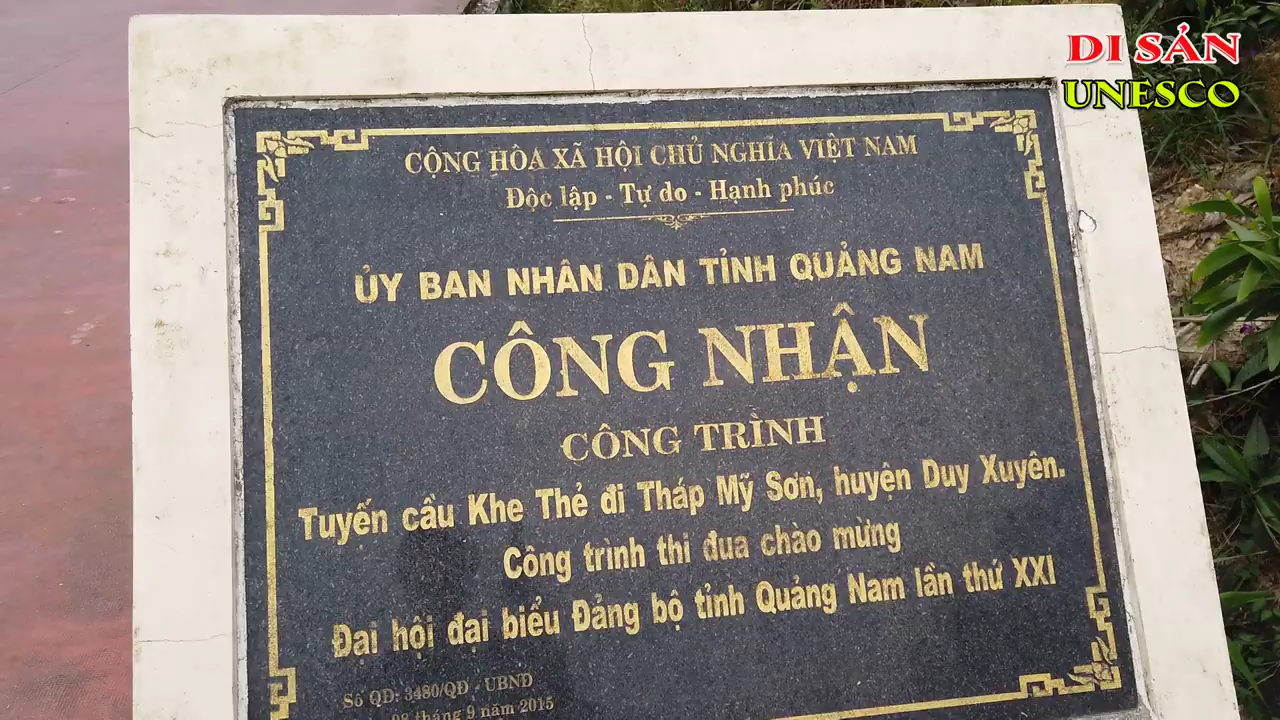 DI SẢN
UNESCO
CỘNG HÒA XÃ HỘI CHỦ NGHĨA VIỆT NAM
Độc lập - Tự do - Hạnh phúc
ỦY BAN NHÂN DÂN TỈNH QUẢNG NAM
CÔNG NHẬN
CÔNG TRÌNH
Tuyến cầu Khe Thẻ đi Tháp Mỹ Sơn, huyện Duy Xuyên.
Công trình thi đua chào mừng
Đại hội đại biểu Đảng bộ tỉnh Quảng Nam lần thứ XXI
Số QĐ: 3480/QĐ - UBND
08 tháng 9 năm 2015